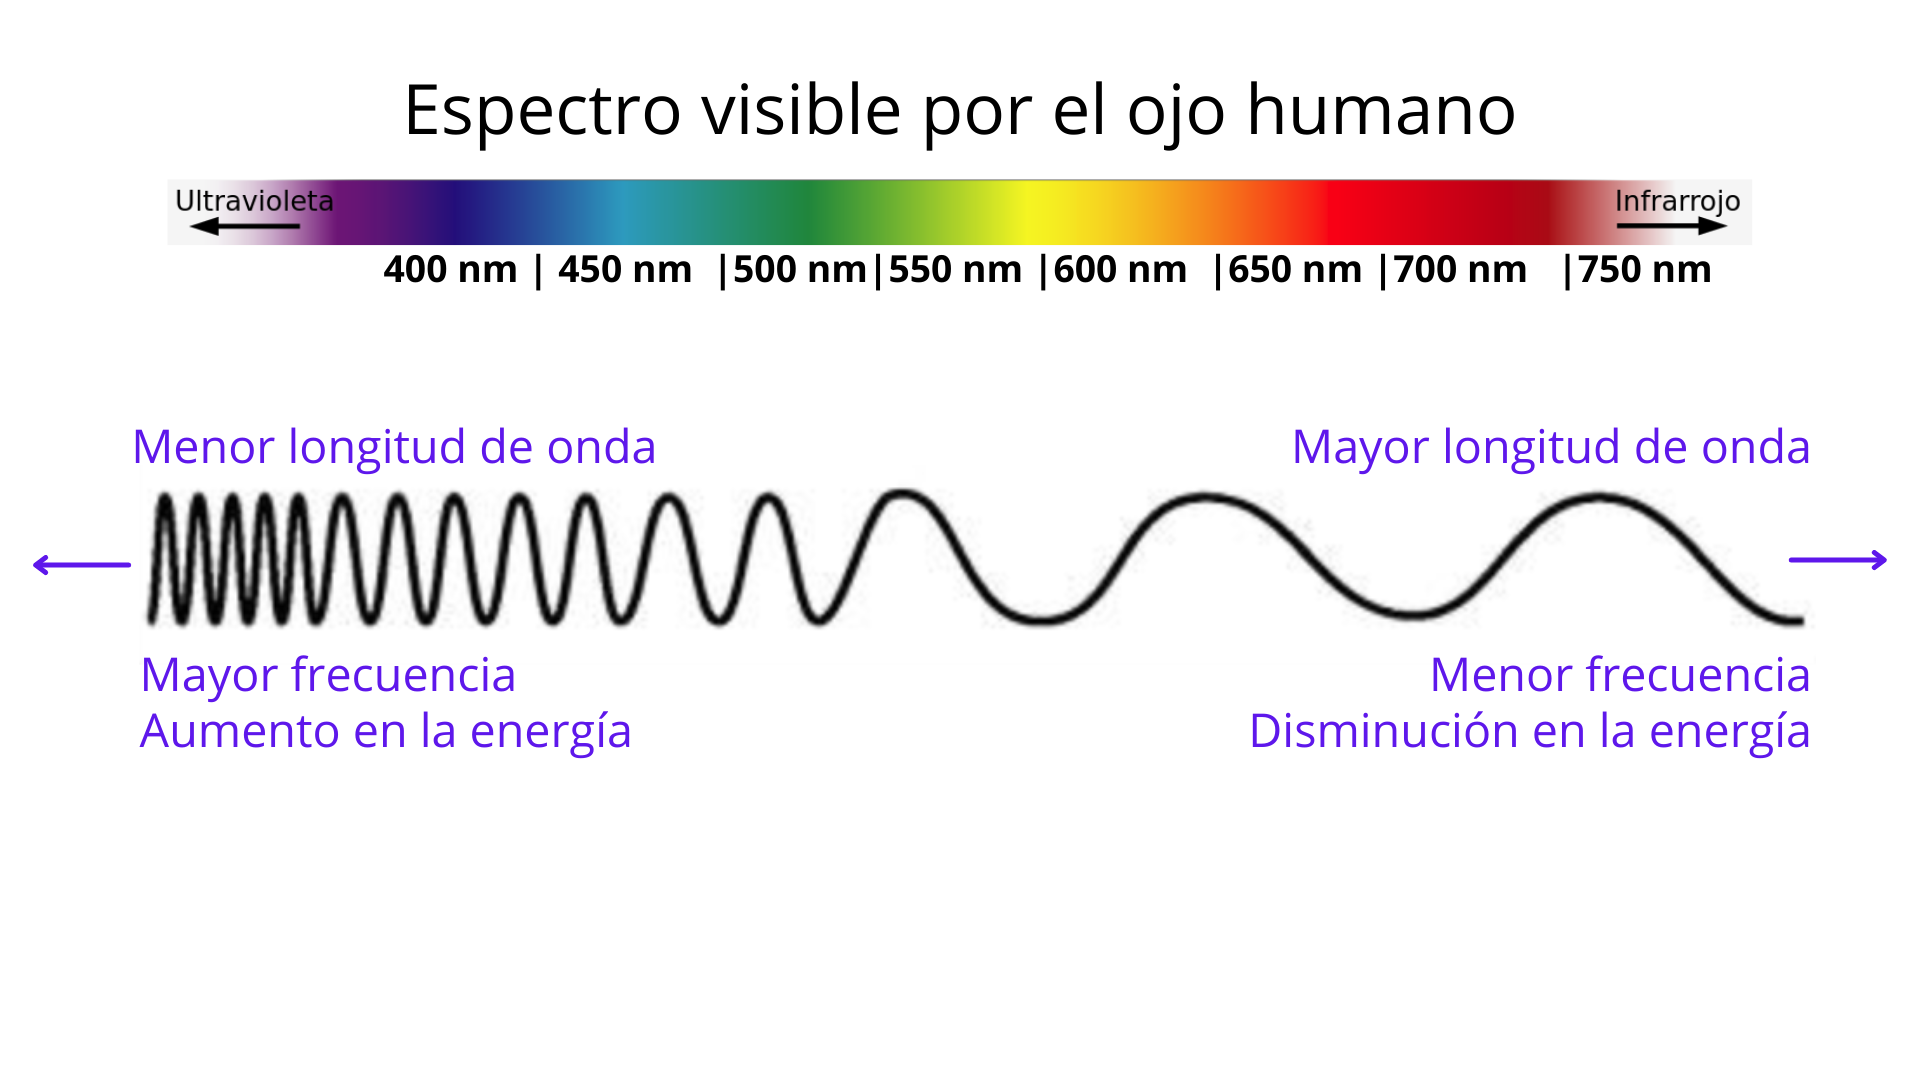 Espectro visible por el ojo humano
Ultravioleta
Infrarrojo
400 nm | 450 nm |500 nm|550 nm |600 nm |650 nm |700 nm |750 nm
Menor longitud de onda
Mayor longitud de onda
Mayor frecuencia
Aumento en la energía
Menor frecuencia
Disminución en la energía